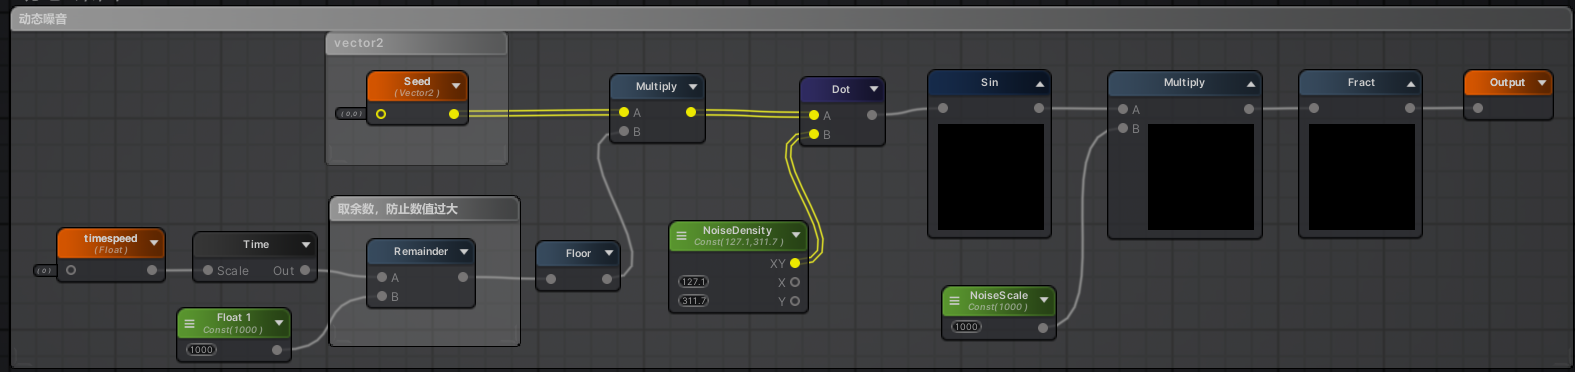 动态噪音
vector2
Seed
(Vector2)
(0,0)
Multiply
A
B
Dot
A
B
Sin
Multiply
A
B
Fract
Output
取余数，防止数值过大
timespeed
(Float)
(0)
Time
Scale
Out
Remainder
A
B
Floor
NoiseDensity
Const(127.1,311.7)
XY
127.1
X
311.7
Y
Float 1
Const(1000)
1000
NoiseScale
Const(1000)
1000